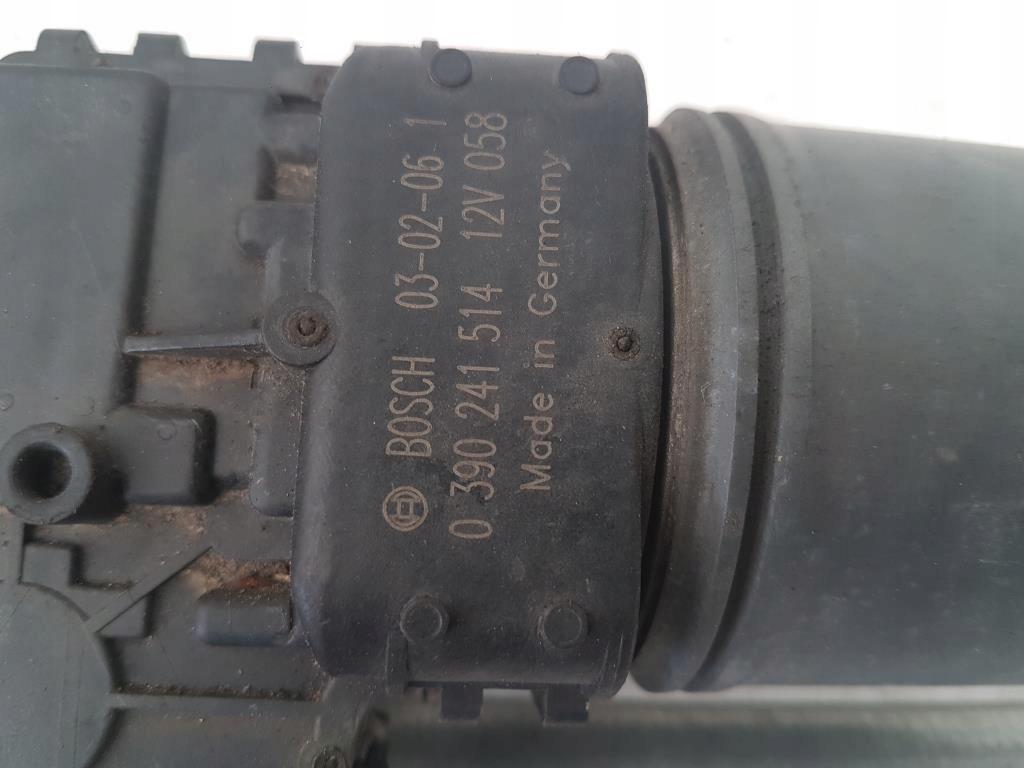 BOSCH 03-02-06 1
0 390 241 514 12V 058
Made in Germany